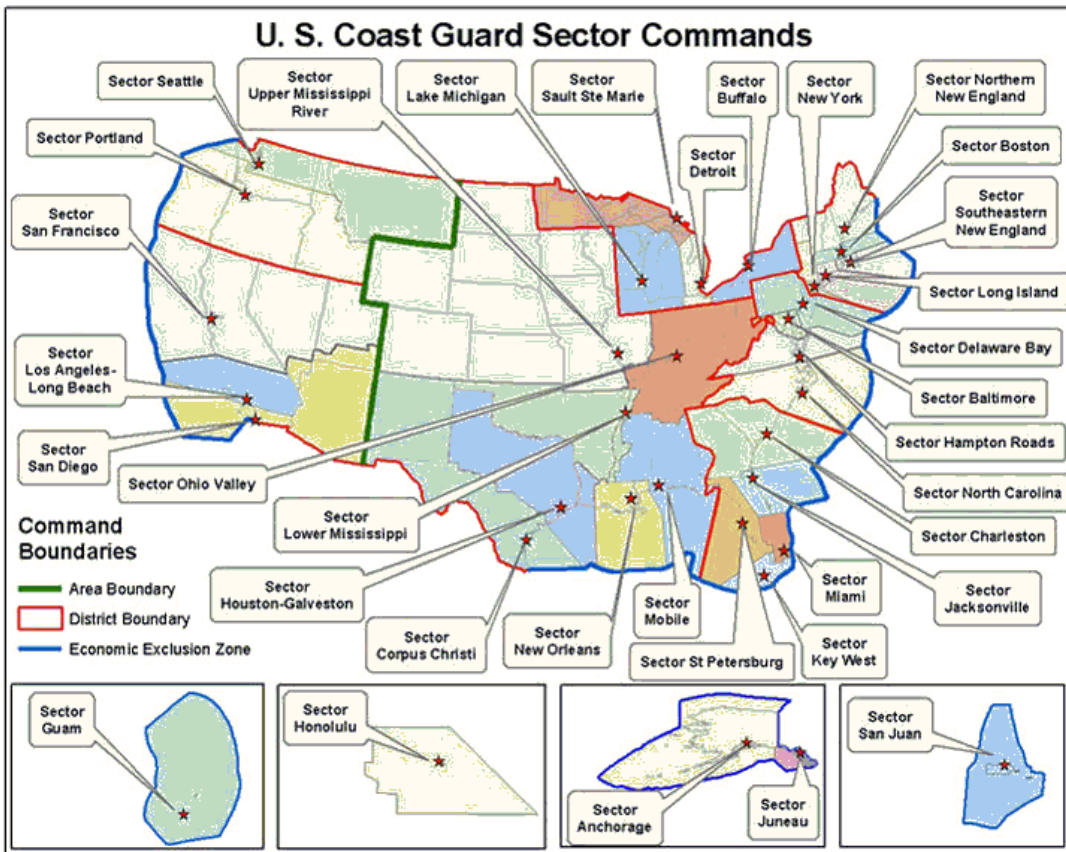 U. S. Coast Guard Sector Commands
Sector Seattle
Sector
Upper Mississippi
River
Sector
Lake Michigan
Sector
Sault Ste Marie
Sector
Buffalo
Sector
New York
Sector Northern
New England
Sector Portland
Sector
Detroit
Sector Boston
Sector
San Francisco
Sector
Southeastern
New England
Sector Long Island
Sector
Los Angeles-
Long Beach
Sector Delaware Bay
Sector Baltimore
Sector
San Diego
Sector Hampton Roads
Sector Ohio Valley
Sector North Carolina
Sector
Lower Mississippi
Sector Charleston
Command
Boundaries
Area Boundary
District Boundary
Economic Exclusion Zone
Sector
Houston-Galveston
Sector
Corpus Christi
Sector
New Orleans
Sector
Mobile
Sector St Petersburg
Sector
Miami
Sector
Key West
Sector
Jacksonville
Sector
Guam
Sector
Honolulu
Sector
Anchorage
Sector
Juneau
Sector
San Juan